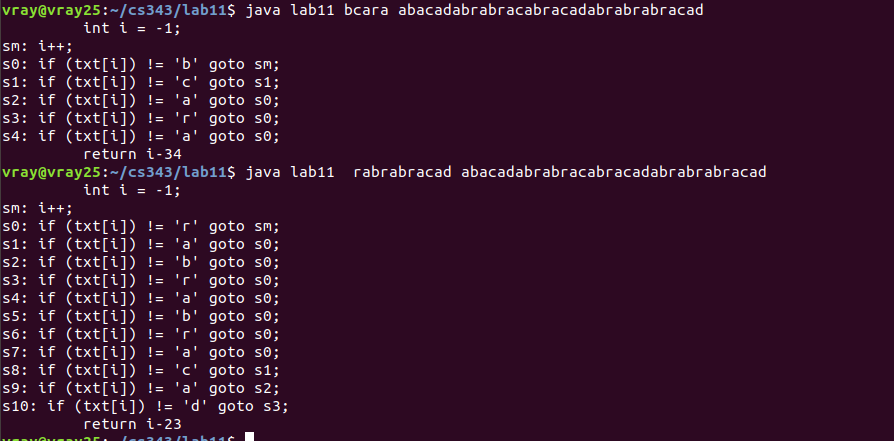 vray@vray25:~/cs343/lab11$ java lab11 bcara abacadabrabracabracadabrabrabracad
int i = -1;
sm: i++;
s0: if (txt[i]) != 'b' goto sm;
s1: if (txt[i]) != 'c' goto s1;
s2: if (txt[i]) != 'a' goto s0;
s3: if (txt[i]) != 'r' goto s0;
s4: if (txt[i]) != 'a' goto s0;
return i-34
vray@vray25:~/cs343/lab11$ java lab11  rabrabracad abacadabrabracabracadabrabrabracad
int i = -1;
sm: i++;
s0: if (txt[i]) != 'r' goto sm;
s1: if (txt[i]) != 'a' goto s0;
s2: if (txt[i]) != 'b' goto s0;
s3: if (txt[i]) != 'r' goto s0;
s4: if (txt[i]) != 'a' goto s0;
s5: if (txt[i]) != 'b' goto s0;
s6: if (txt[i]) != 'r' goto s0;
s7: if (txt[i]) != 'a' goto s0;
s8: if (txt[i]) != 'c' goto s1;
s9: if (txt[i]) != 'a' goto s2;
s10: if (txt[i]) != 'd' goto s3;
return i-23
vray@vray25:~/cs343/lab11$